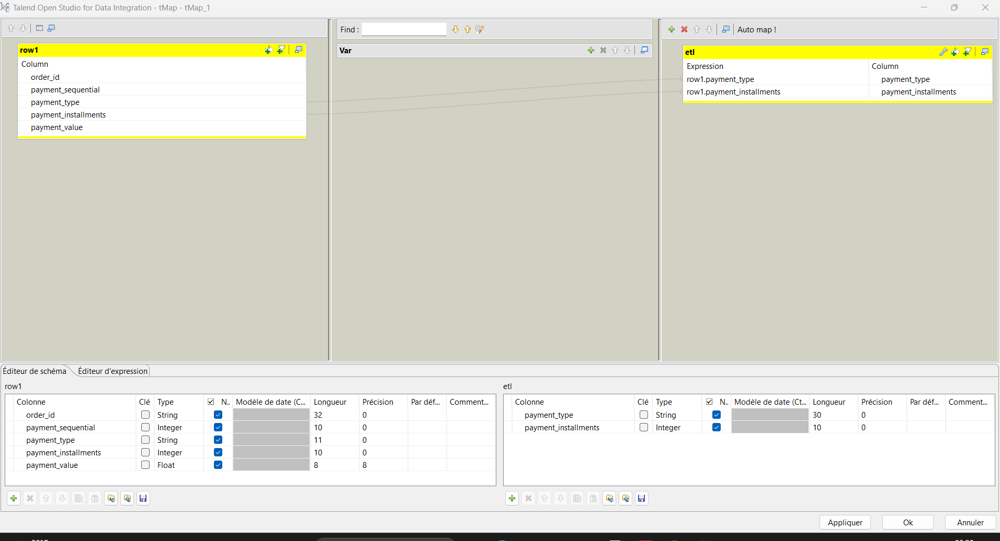 Talend Open Studio for Data Integration - tMap - tMap_1
Find :
Auto map !
row1
Column
order_id
payment_sequential
payment_type
payment_installments
payment_value
Var
etl
Expression Column
row1.payment_type payment_type
row1.payment_installments payment_installments
Éditeur de schéma Éditeur d'expression
row1
Colonne Clé Type N.. Modèle de date (C... Longueur Précision Par déf... Comment...
order_id String 32 0
payment_sequential Integer 10 0
payment_type String 11 0
payment_installments Integer 10 0
payment_value Float 8 8
etl
Colonne Clé Type N.. Modèle de date (Ct... Longueur Précision Par déf... Comment...
payment_type String 30 0
payment_installments Integer 10 0
Appliquer Ok Annuler